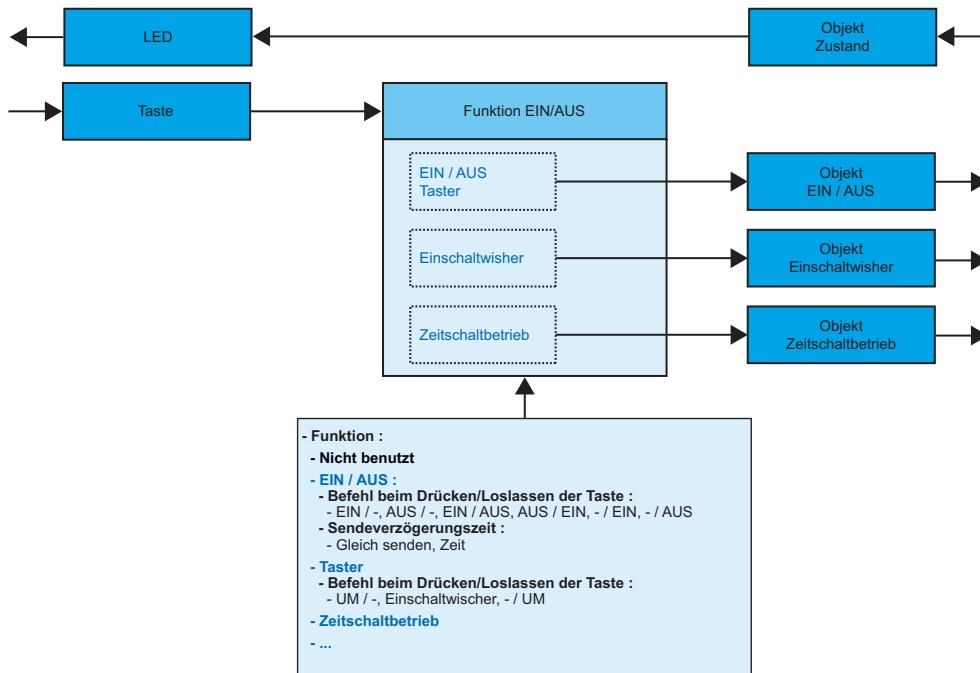 LED
Objekt
Zustand
Taste
Funktion EIN/AUS
EIN / AUS
Taster
Objekt
EIN / AUS
Einschaltwisher
Objekt
Einschaltwisher
Zeitschaltbetrieb
Objekt
Zeitschaltbetrieb
- Funktion :
- Nicht benutzt
- EIN / AUS :
- Befehl beim Drücken/Loslassen der Taste :
- EIN / -, AUS / -, EIN / AUS, AUS / EIN, - / EIN, - / AUS
- Sendeverzögerungszeit :
- Gleich senden, Zeit
- Taster
- Befehl beim Drücken/Loslassen der Taste :
- UM / -, Einschaltwischer, - / UM
- Zeitschaltbetrieb
- ...